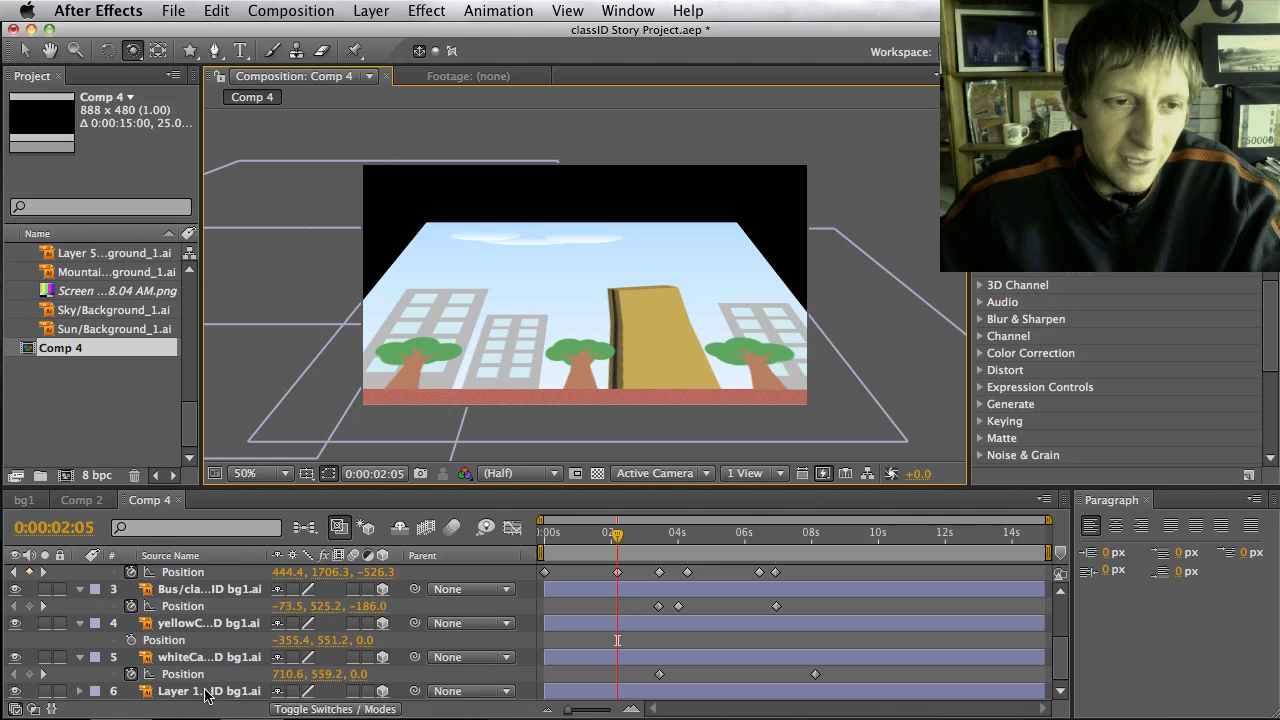 After Effects File Edit Composition Layer Effect Animation View Window Help
classID Story Project.aep *
Workspace:
Project
Composition: Comp 4
Footage: (none)
Comp 4
Comp 4
888 x 480 (1.00)
Δ 0:00:15:00, 25.0...
Name
Layer 5...ground_1.ai
Mountai...ground_1.ai
Screen ...8.04 AM.png
Sky/Background_1.ai
Sun/Background_1.ai
Comp 4
8 bpc
50%
0:00:02:05
(Half)
Active Camera
1 View
+0.0
3D Channel
Audio
Blur & Sharpen
Channel
Color Correction
Distort
Expression Controls
Generate
Keying
Matte
Noise & Grain
50000
bg1
Comp 2
Comp 4
0:00:02:05
:00s 02s 04s 06s 08s 10s 12s 14s
# Source Name Parent
Position 444.4, 1706.3, -526.3
3 Bus/cla...ID bg1.ai None
Position -73.5, 525.2, -186.0
4 yellowC...D bg1.ai None
Position -355.4, 551.2, 0.0
5 whiteCa...D bg1.ai None
Position 710.6, 559.2, 0.0
6 Layer 1...ID bg1.ai None
Toggle Switches / Modes
Paragraph
0 px 0 px 0 px
0 px 0 px